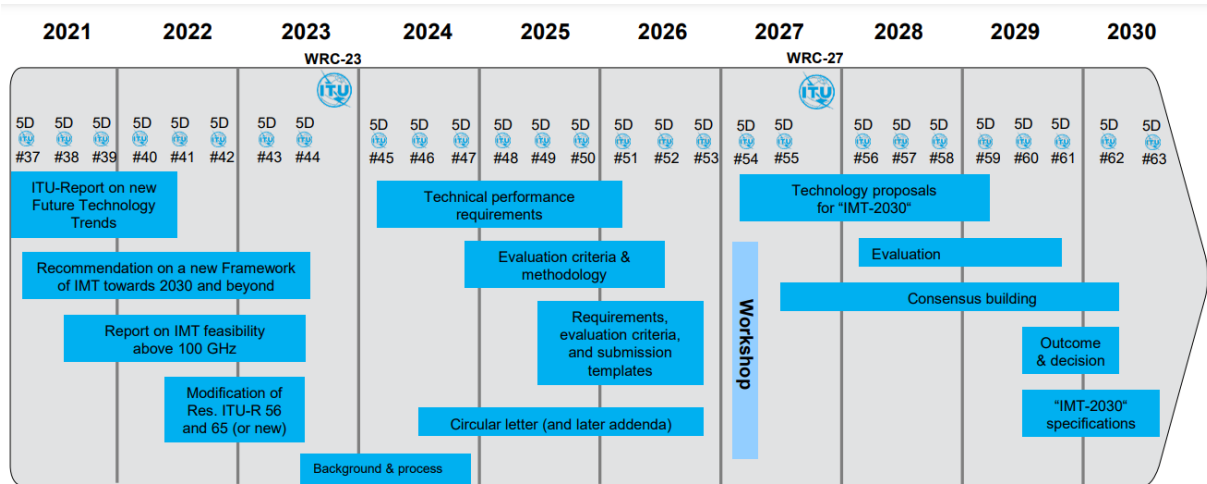 2021 2022 2023 2024 2025 2026 2027 2028 2029 2030
WRC-23 WRC-27
ITU ITU
5D 5D 5D 5D 5D 5D 5D 5D 5D 5D 5D 5D 5D 5D 5D 5D 5D 5D 5D 5D 5D 5D 5D 5D 5D 5D 5D
#37 #38 #39 #40 #41 #42 #43 #44 #45 #46 #47 #48 #49 #50 #51 #52 #53 #54 #55 #56 #57 #58 #59 #60 #61 #62 #63
ITU-Report on new
Future Technology
Trends
Technical performance
requirements
Technology proposals
for "IMT-2030"
Recommendation on a new Framework
of IMT towards 2030 and beyond
Evaluation criteria &
methodology
Evaluation
Workshop
Consensus building
Report on IMT feasibility
above 100 GHz
Requirements,
evaluation criteria,
and submission
templates
Outcome
& decision
Modification of
Res. ITU-R 56
and 65 (or new)
Circular letter (and later addenda)
"IMT-2030"
specifications
Background & process